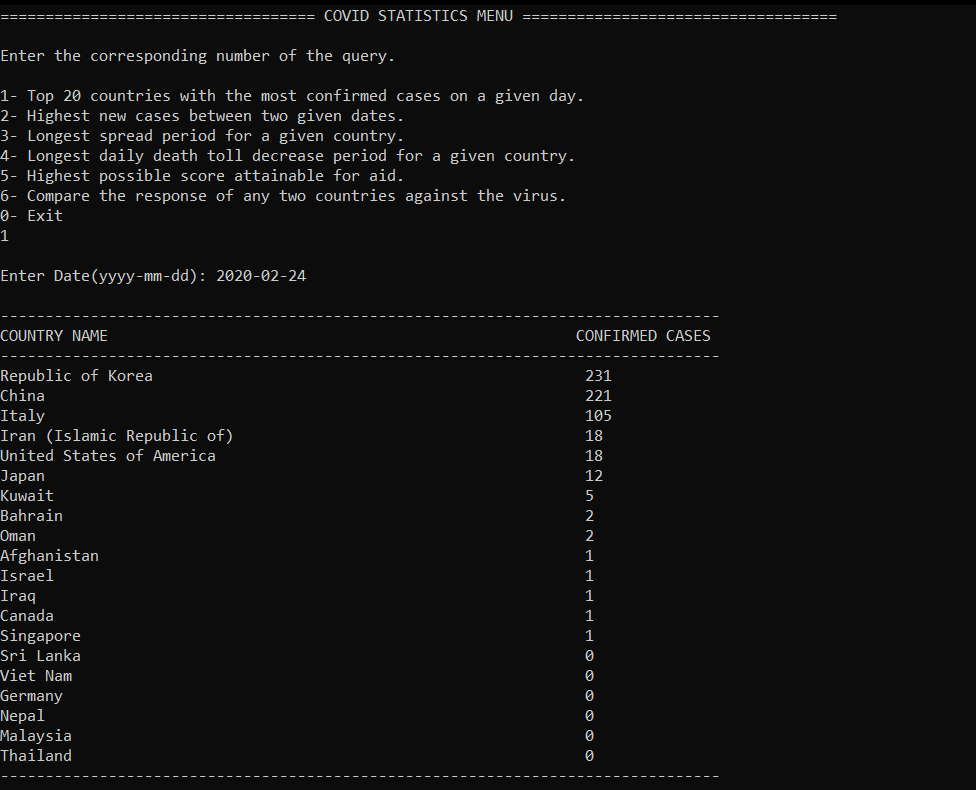 =================================== COVID STATISTICS MENU ===================================
Enter the corresponding number of the query.
1- Top 20 countries with the most confirmed cases on a given day.
2- Highest new cases between two given dates.
3- Longest spread period for a given country.
4- Longest daily death toll decrease period for a given country.
5- Highest possible score attainable for aid.
6- Compare the response of any two countries against the virus.
0- Exit
1
Enter Date(yyyy-mm-dd): 2020-02-24
--------------------------------------------------------------------------------
COUNTRY NAME CONFIRMED CASES
--------------------------------------------------------------------------------
Republic of Korea 231
China 221
Italy 105
Iran (Islamic Republic of) 18
United States of America 18
Japan 12
Kuwait 5
Bahrain 2
Oman 2
Afghanistan 1
Israel 1
Iraq 1
Canada 1
Singapore 1
Sri Lanka 0
Viet Nam 0
Germany 0
Nepal 0
Malaysia 0
Thailand 0
--------------------------------------------------------------------------------